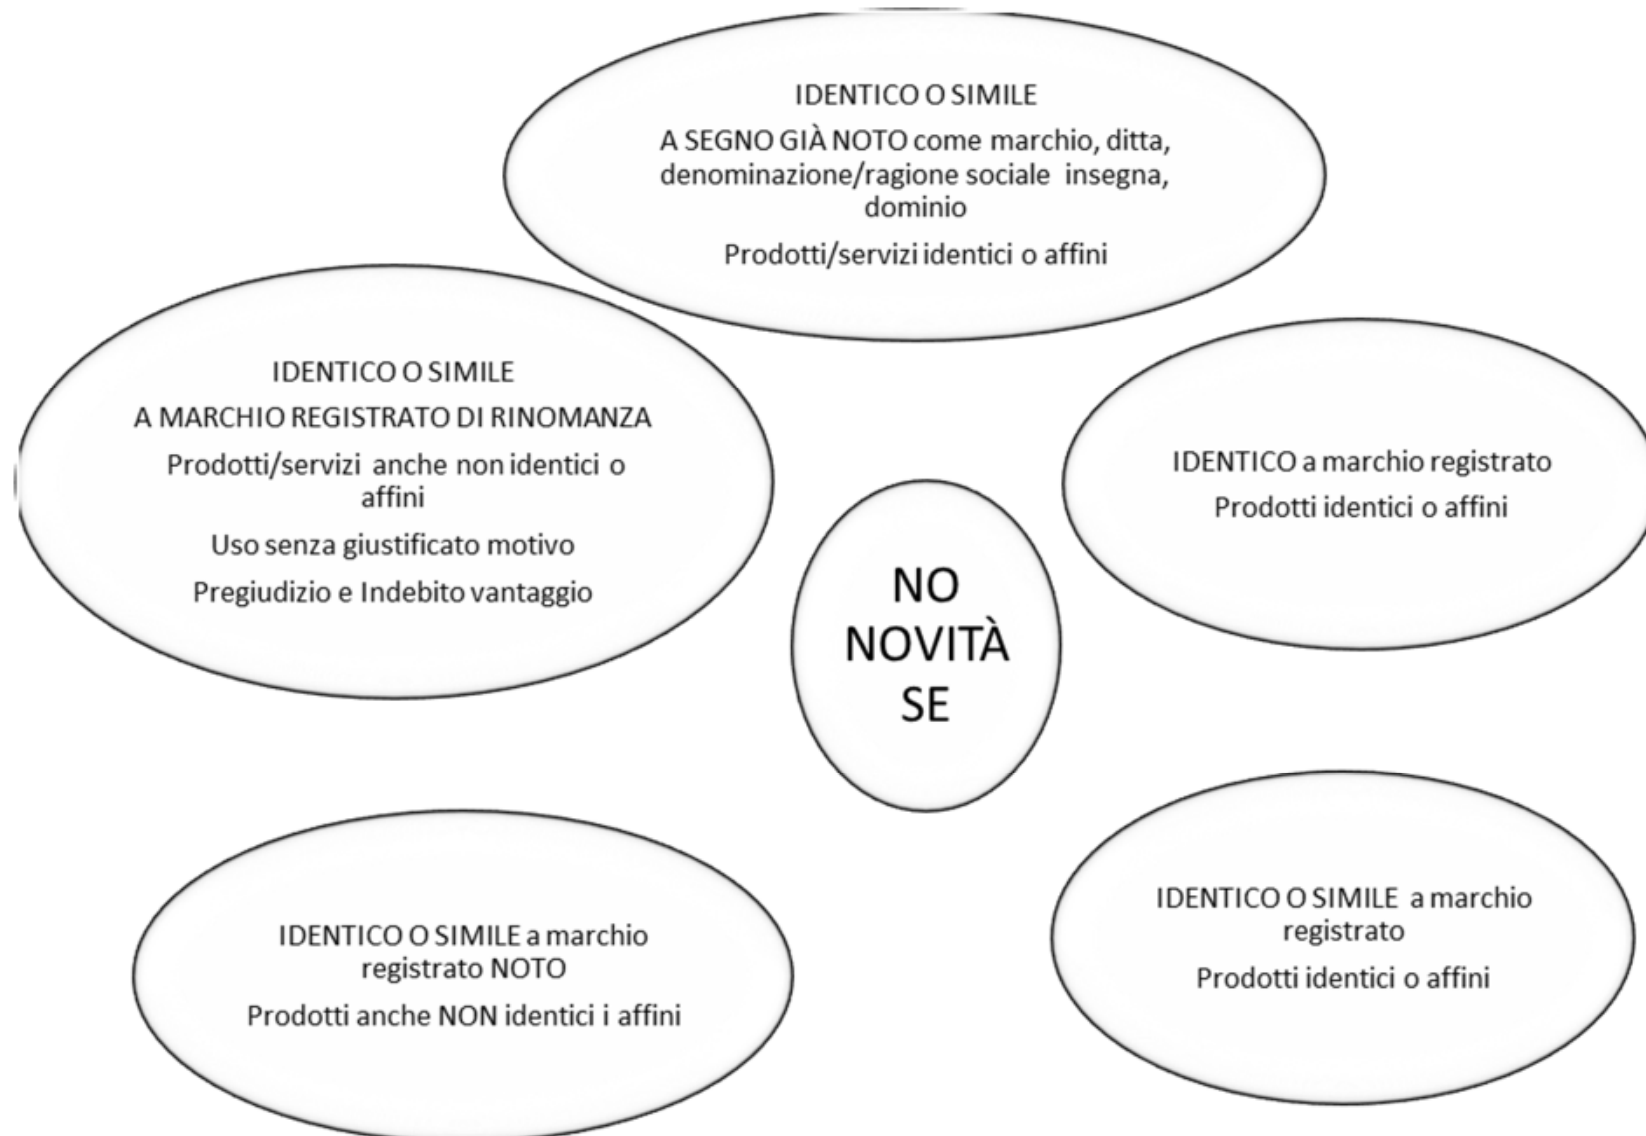 IDENTICO O SIMILE
A SEGNO GIÀ NOTO come marchio, ditta,
denominazione/ragione sociale insegna,
dominio
Prodotti/servizi identici o affini
IDENTICO O SIMILE
A MARCHIO REGISTRATO DI RINOMANZA
Prodotti/servizi anche non identici o
affini
Uso senza giustificato motivo
Pregiudizio e Indebito vantaggio
IDENTICO a marchio registrato
Prodotti identici o affini
NO
NOVITÀ
SE
IDENTICO O SIMILE a marchio
registrato NOTO
Prodotti anche NON identici i affini
IDENTICO O SIMILE a marchio
registrato
Prodotti identici o affini